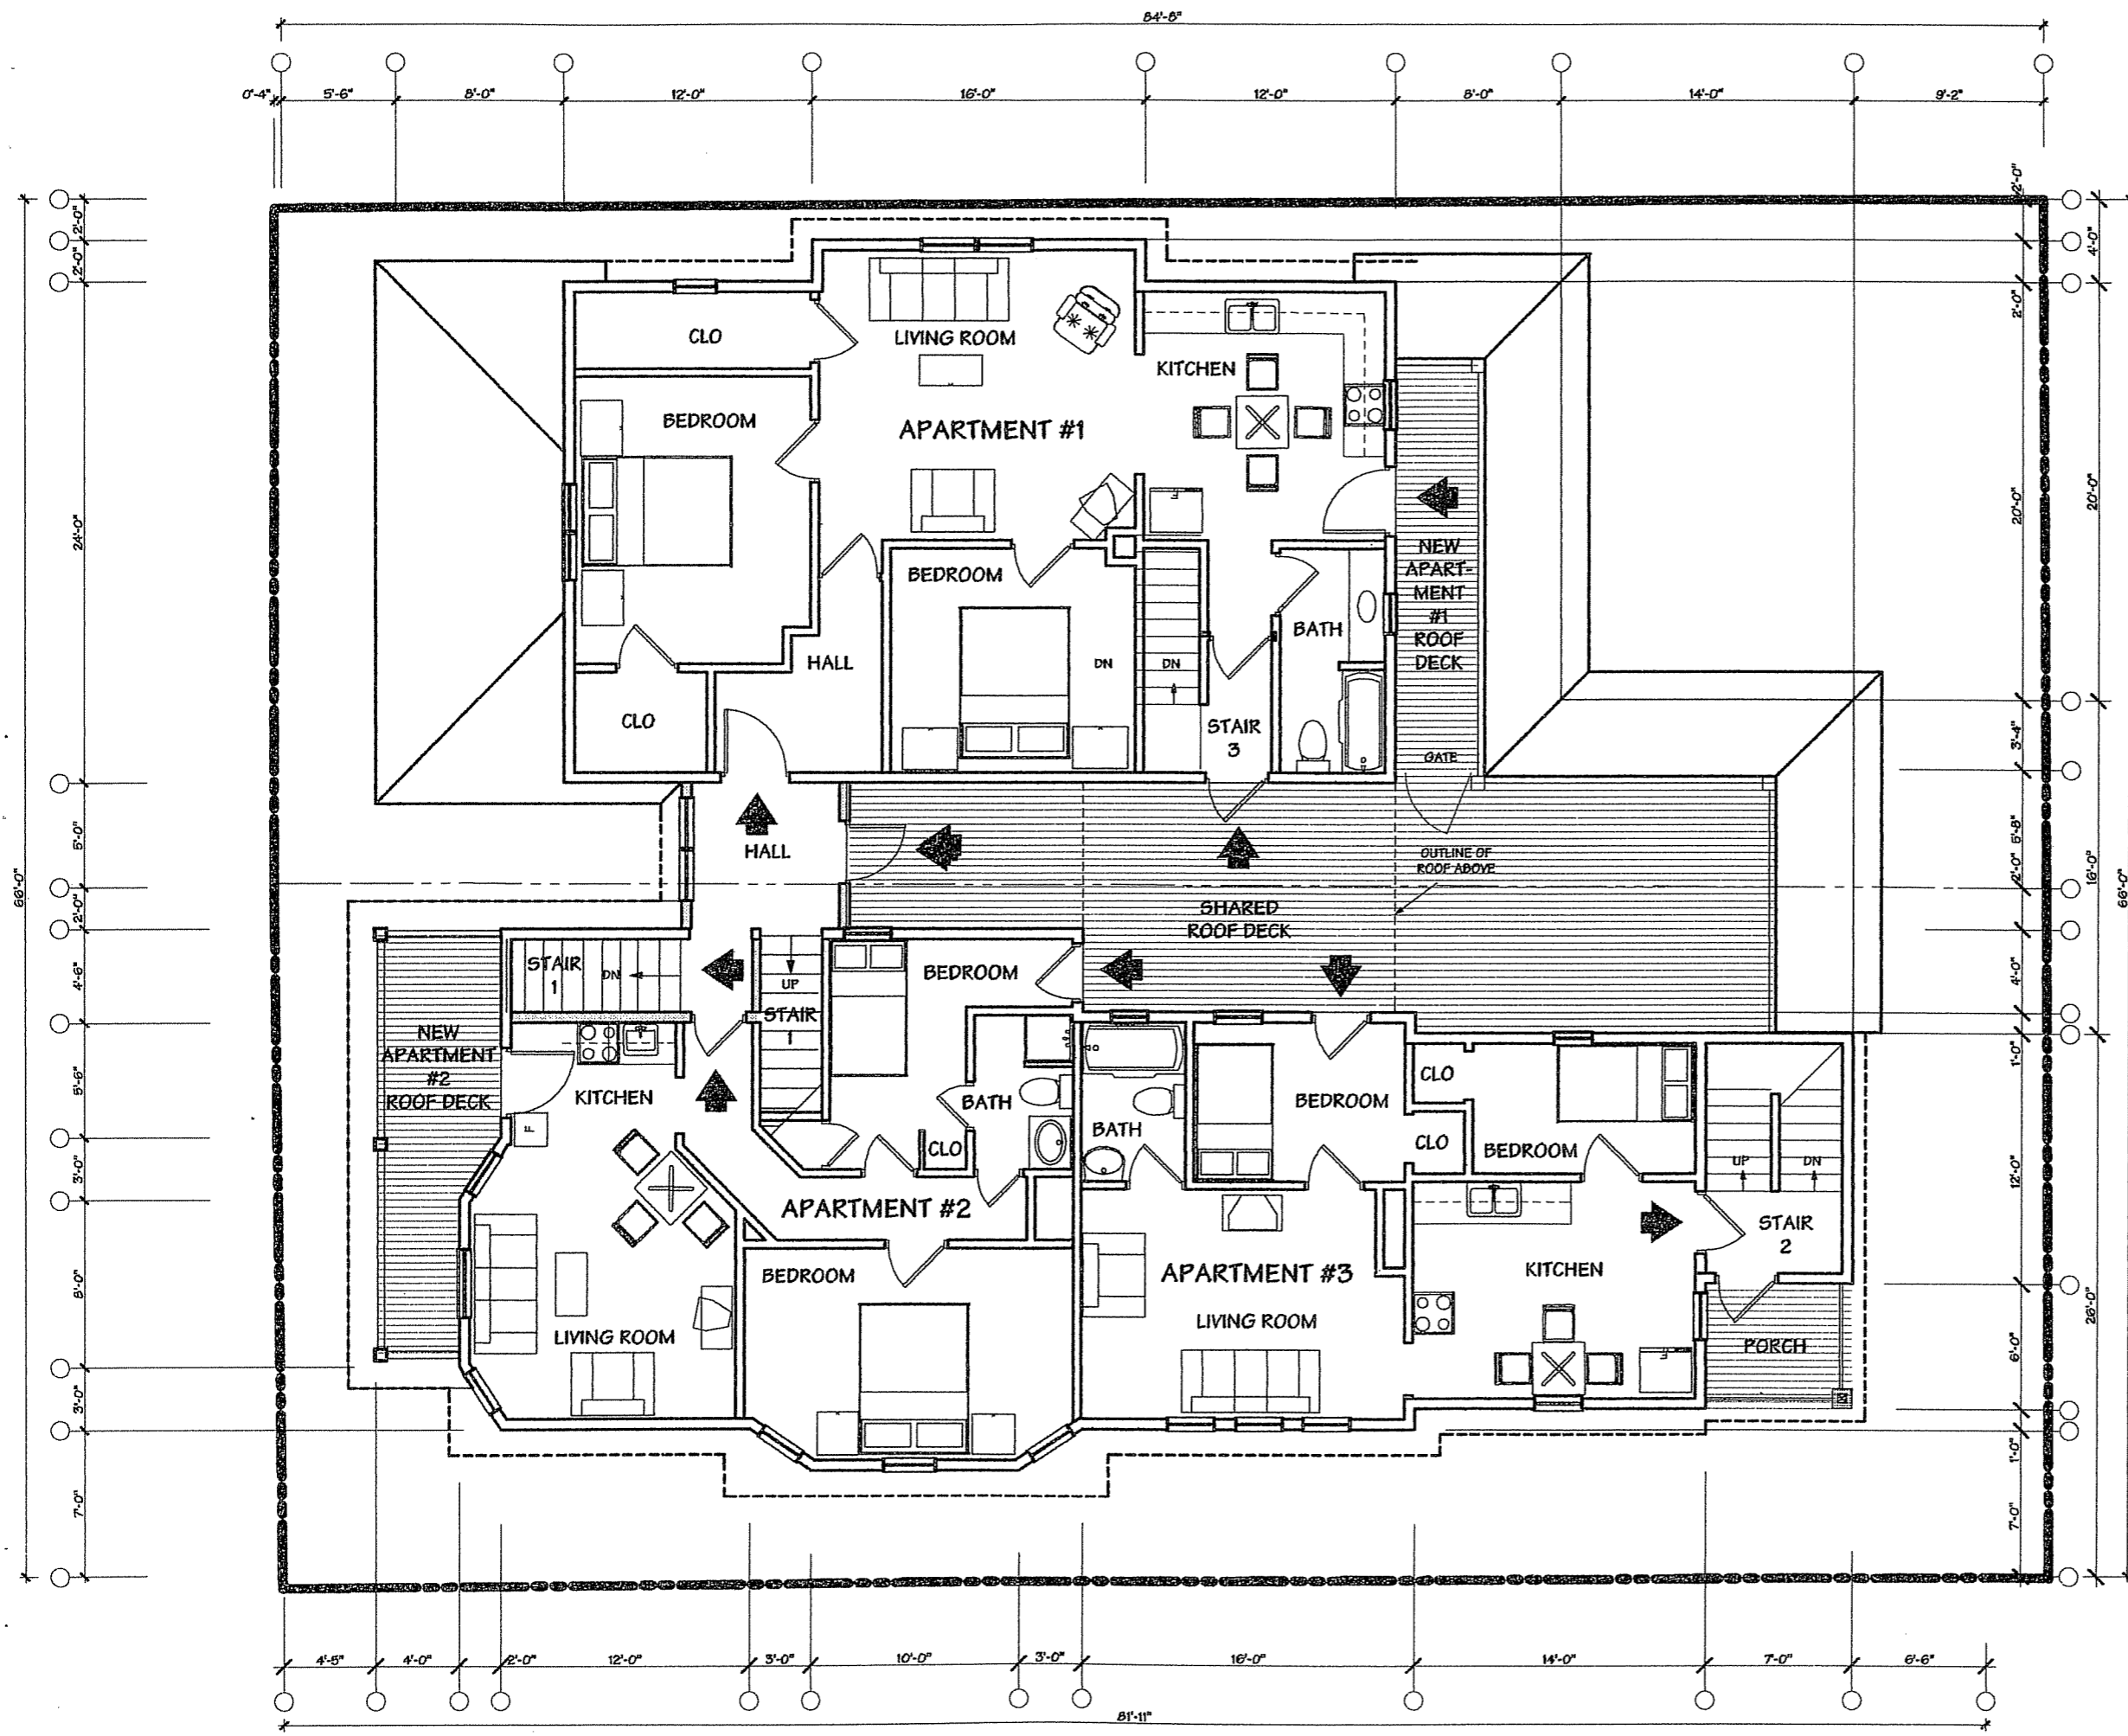 84'-8"
0'-4"
5'-6"
8'-0"
12'-0"
16'-0"
12'-0"
8'-0"
14'-0"
9'-2"
2'-0"
2'-0"
24'-0"
5'-0"
2'-0"
4'-6"
5'-6"
3'-0"
8'-0"
3'-0"
7'-0"
66'-0"
CLO
LIVING ROOM
KITCHEN
BEDROOM
APARTMENT #1
BEDROOM
HALL
DN
DN
BATH
CLO
STAIR
3
NEW
APART-
MENT
#1
ROOF
DECK
GATE
HALL
OUTLINE OF
ROOF ABOVE
SHARED
ROOF DECK
STAIR
1
DN
UP
STAIR
1
BEDROOM
NEW
APARTMENT
#2
ROOF DECK
KITCHEN
F
BATH
CLO
APARTMENT #2
BEDROOM
LIVING ROOM
BATH
BEDROOM
CLO
CLO
BEDROOM
UP
DN
STAIR
2
APARTMENT #3
LIVING ROOM
KITCHEN
PORCH
2'-0"
2'-0"
20'-0"
3'-4"
5'-8"
2'-0"
4'-0"
1'-0"
12'-0"
6'-0"
1'-0"
7'-0"
4'-0"
20'-0"
16'-0"
26'-0"
66'-0"
4'-5"
4'-0"
2'-0"
12'-0"
3'-0"
10'-0"
3'-0"
16'-0"
14'-0"
7'-0"
6'-6"
81'-11"